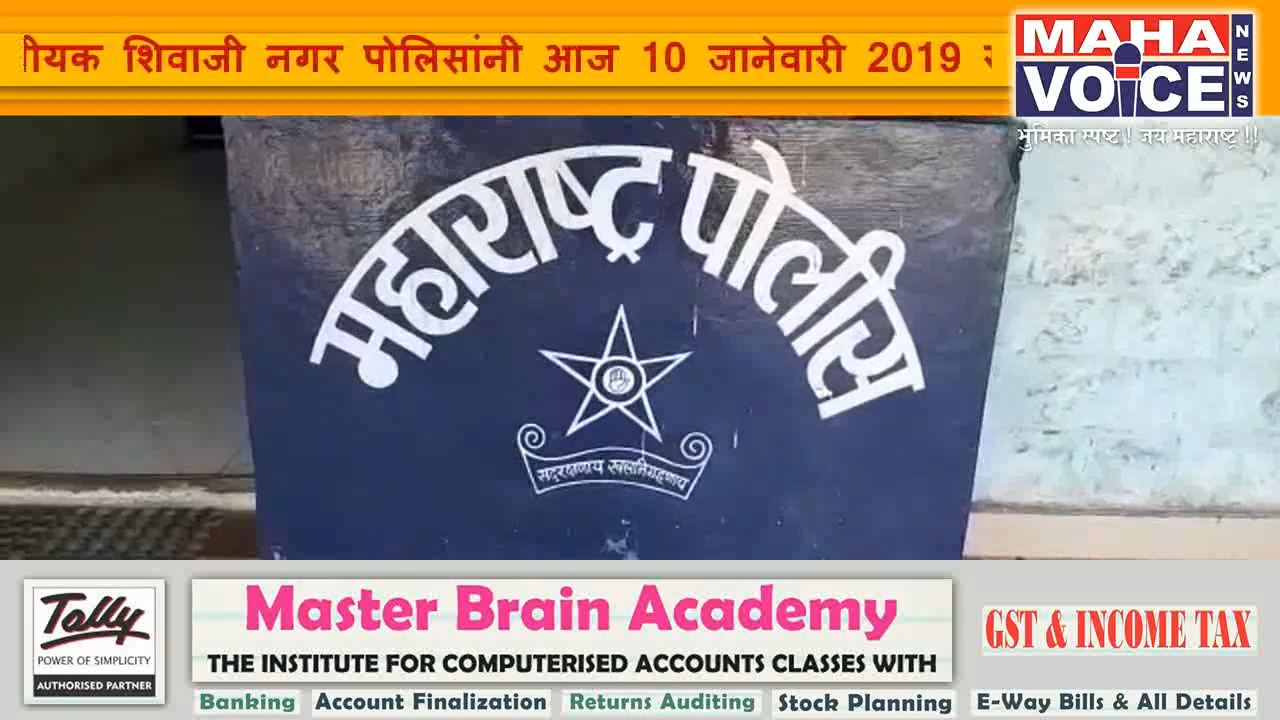 शिवाजी नगर पोलिसांनी आज 10 जानेवारी 2019
MAHA
VOICE
NEWS
भुमिका स्पष्ट ! जय महाराष्ट्र !!
महाराष्ट्र पोलीस
सद्‌रक्षणाय खलनिग्रहणाय
Tally
POWER OF SIMPLICITY
AUTHORISED PARTNER
Master Brain Academy
THE INSTITUTE FOR COMPUTERISED ACCOUNTS CLASSES WITH
GST & INCOME TAX
Banking Account Finalization Returns Auditing Stock Planning E-Way Bills & All Details